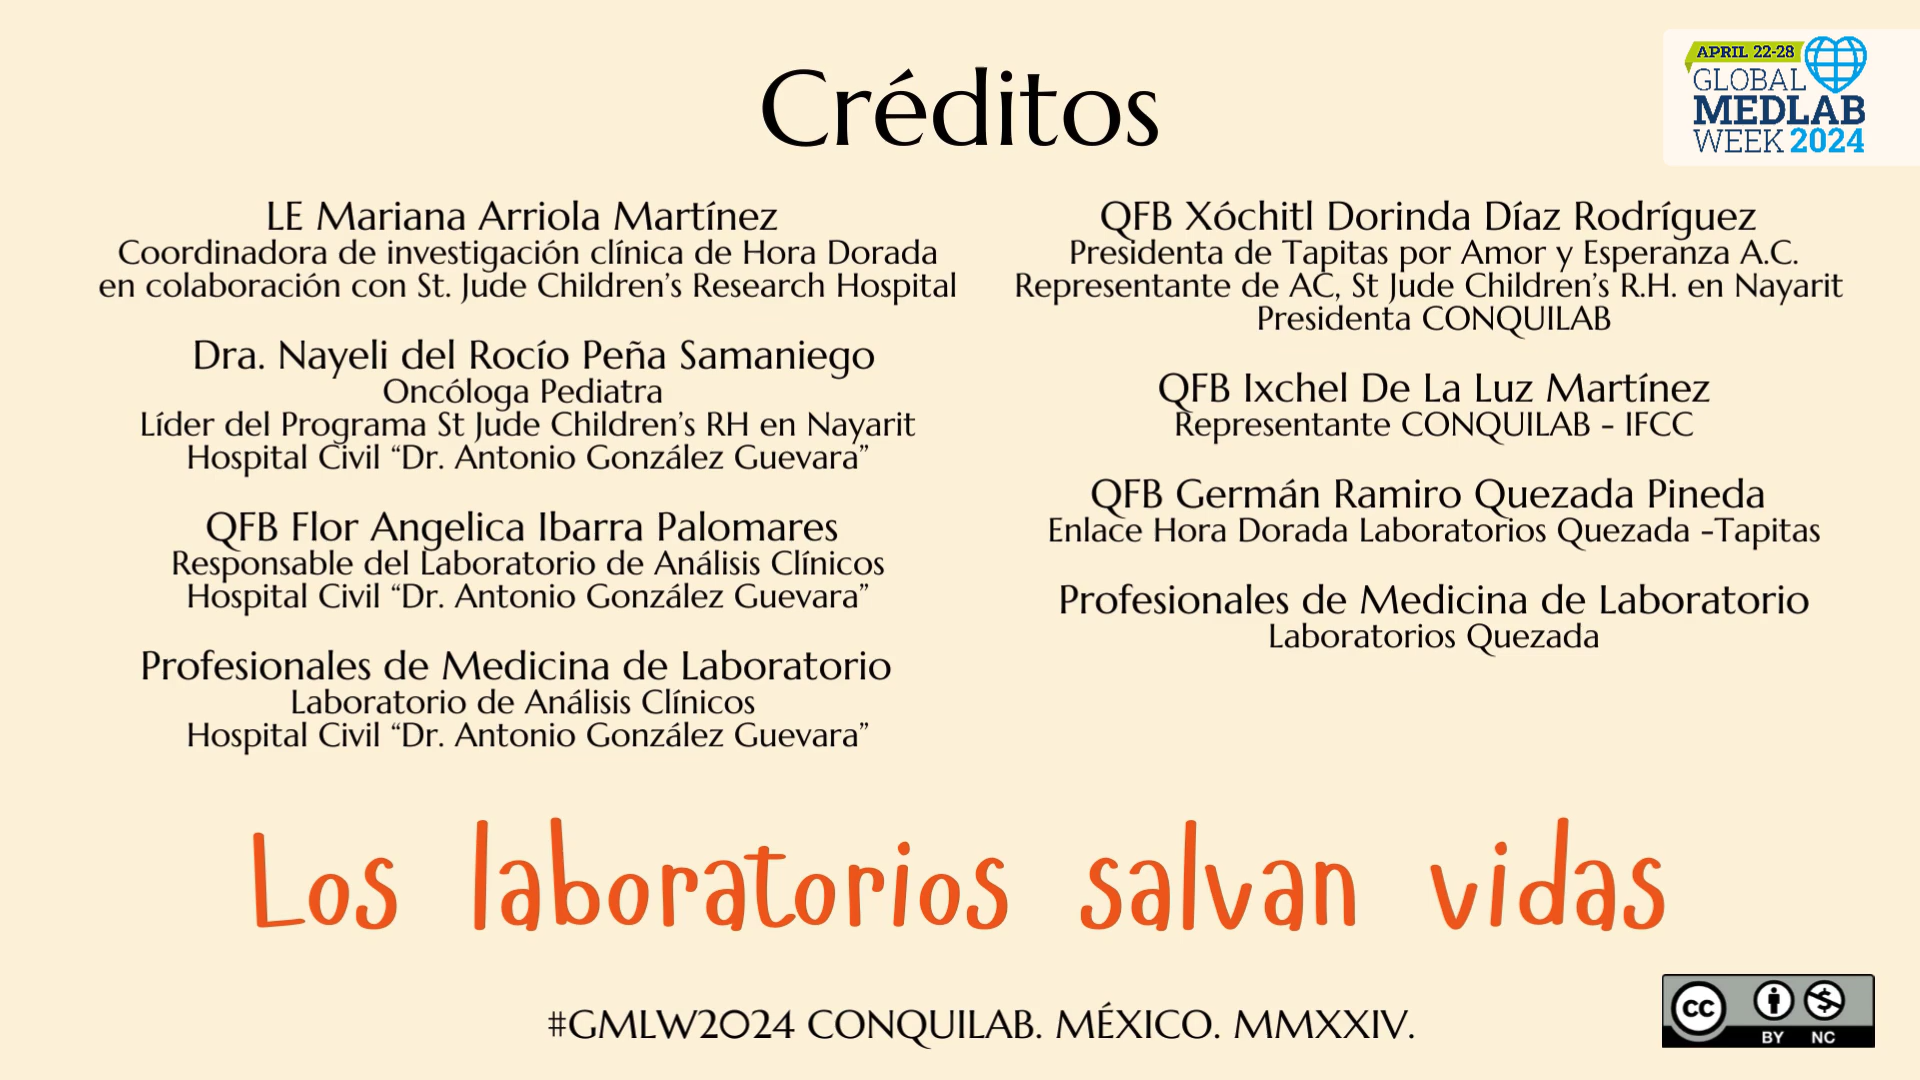 Créditos
APRIL 22-28
GLOBAL
MEDLAB
WEEK 2024
LE Mariana Arriola Martínez
Coordinadora de investigación clínica de Hora Dorada
en colaboración con St. Jude Children’s Research Hospital
Dra. Nayeli del Rocío Peña Samaniego
Oncóloga Pediatra
Líder del Programa St Jude Children’s RH en Nayarit
Hospital Civil “Dr. Antonio González Guevara”
QFB Flor Angelica Ibarra Palomares
Responsable del Laboratorio de Análisis Clínicos
Hospital Civil “Dr. Antonio González Guevara”
Profesionales de Medicina de Laboratorio
Laboratorio de Análisis Clínicos
Hospital Civil “Dr. Antonio González Guevara”
QFB Xóchitl Dorinda Díaz Rodríguez
Presidenta de Tapitas por Amor y Esperanza A.C.
Representante de AC, St Jude Children’s R.H. en Nayarit
Presidenta CONQUILAB
QFB Ixchel De La Luz Martínez
Representante CONQUILAB - IFCC
QFB Germán Ramiro Quezada Pineda
Enlace Hora Dorada Laboratorios Quezada -Tapitas
Profesionales de Medicina de Laboratorio
Laboratorios Quezada
Los laboratorios salvan vidas
#GMLW2024 CONQUILAB. MÉXICO. MMXXIV.
cc
BY NC